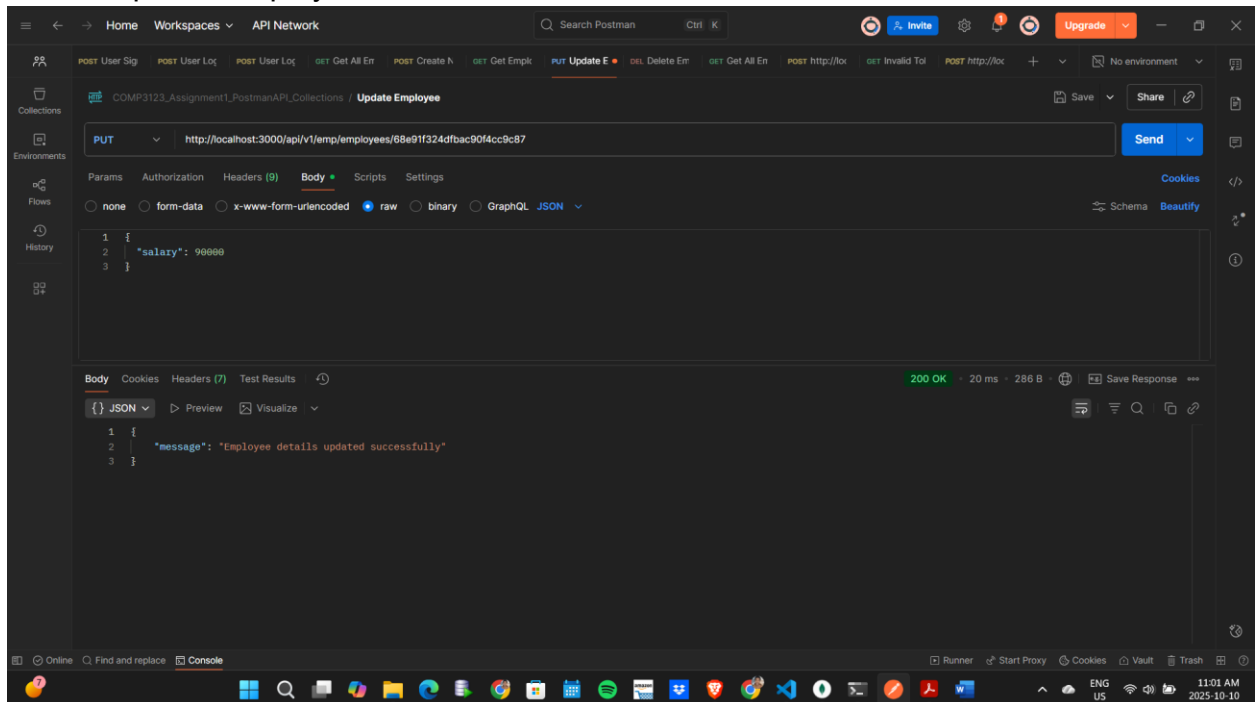 Home Workspaces API Network Search Postman Ctrl K Invite 1 Upgrade
POST User Sig POST User Log POST User Log GET Get All Em POST Create N GET Get Emplo PUT Update E DEL Delete Em GET Get All Em POST http://loc GET Invalid Tol POST http://loc No environment
Collections
COMP3123_Assignment1_PostmanAPI_Collections / Update Employee Save Share
Environments
PUT http://localhost:3000/api/v1/emp/employees/68e91f324dfbac90f4cc9c87 Send
Params Authorization Headers (9) Body Scripts Settings Cookies
Flows
none form-data x-www-form-urlencoded raw binary GraphQL JSON Schema Beautify
History
1 {
2 "salary": 90000
3 }
Body Cookies Headers (7) Test Results 200 OK 20 ms 286 B Save Response
{} JSON Preview Visualize
1 {
2 "message": "Employee details updated successfully"
3 }
Online Find and replace Console Runner Start Proxy Cookies Vault Trash
7 amazon ENG US 11:01 AM
2025-10-10